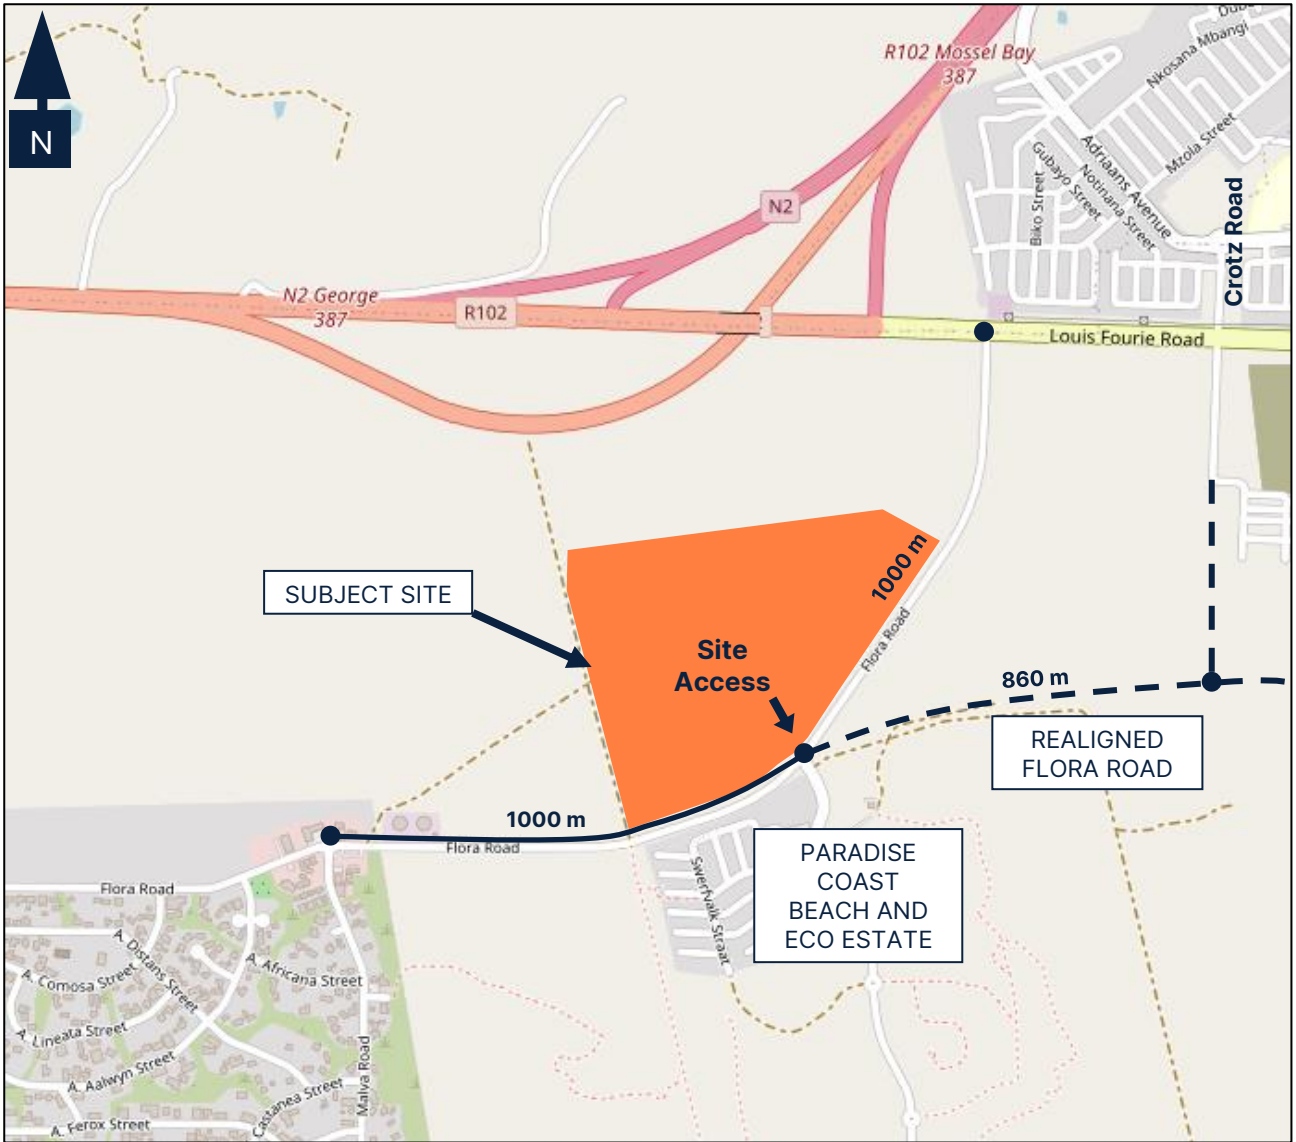 Dub
Nkosana Mbangi
R102 Mossel Bay
387
N
Adriaans Avenue
Mzola Street
Gubayo Street
Notinana Street
Biko Street
Crotz Road
N2
N2 George
387
R102
Louis Fourie Road
1000 m
SUBJECT SITE
Flora Road
Site
Access
860 m
REALIGNED
FLORA ROAD
1000 m
Flora Road
PARADISE
COAST
BEACH AND
ECO ESTATE
Swerfvalk Straat
Flora Road
A. Distans Street
A. Africana Street
A. Comosa Street
A. Lineata Street
A. Aalwyn Street
Malva Road
Castanea Street
A. Ferox Street